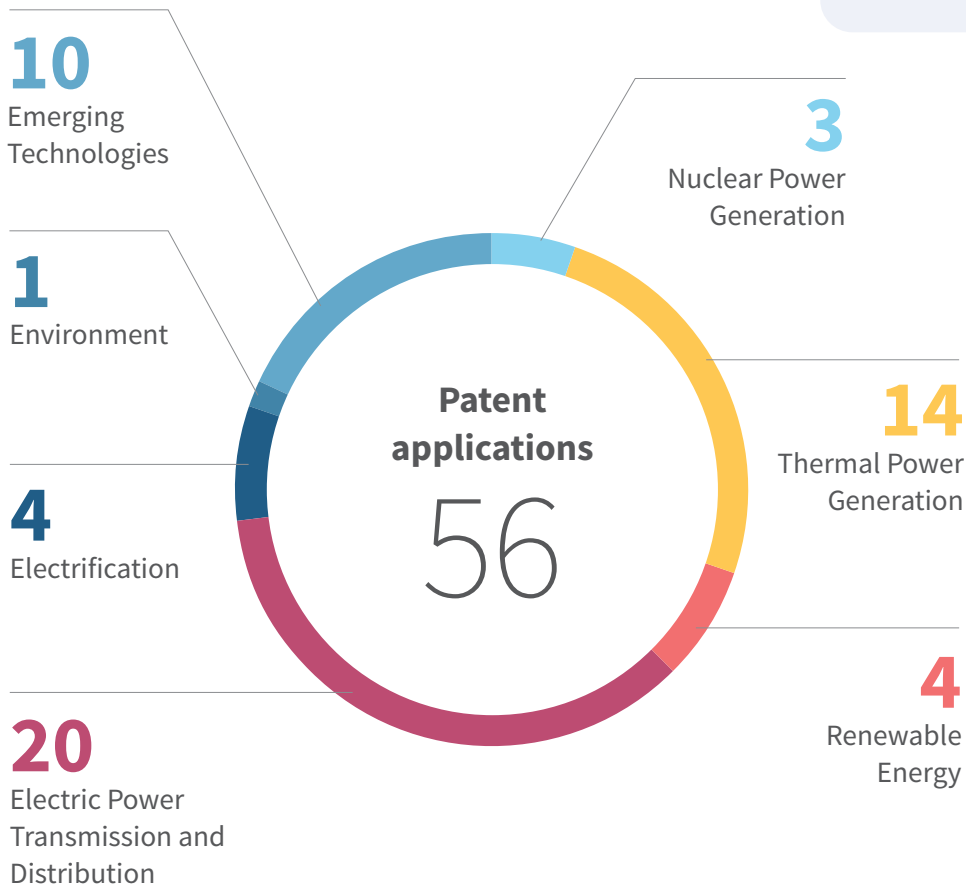 10
Emerging
Technologies
1
Environment
4
Electrification
20
Electric Power
Transmission and
Distribution
Patent
applications
56
3
Nuclear Power
Generation
14
Thermal Power
Generation
4
Renewable
Energy